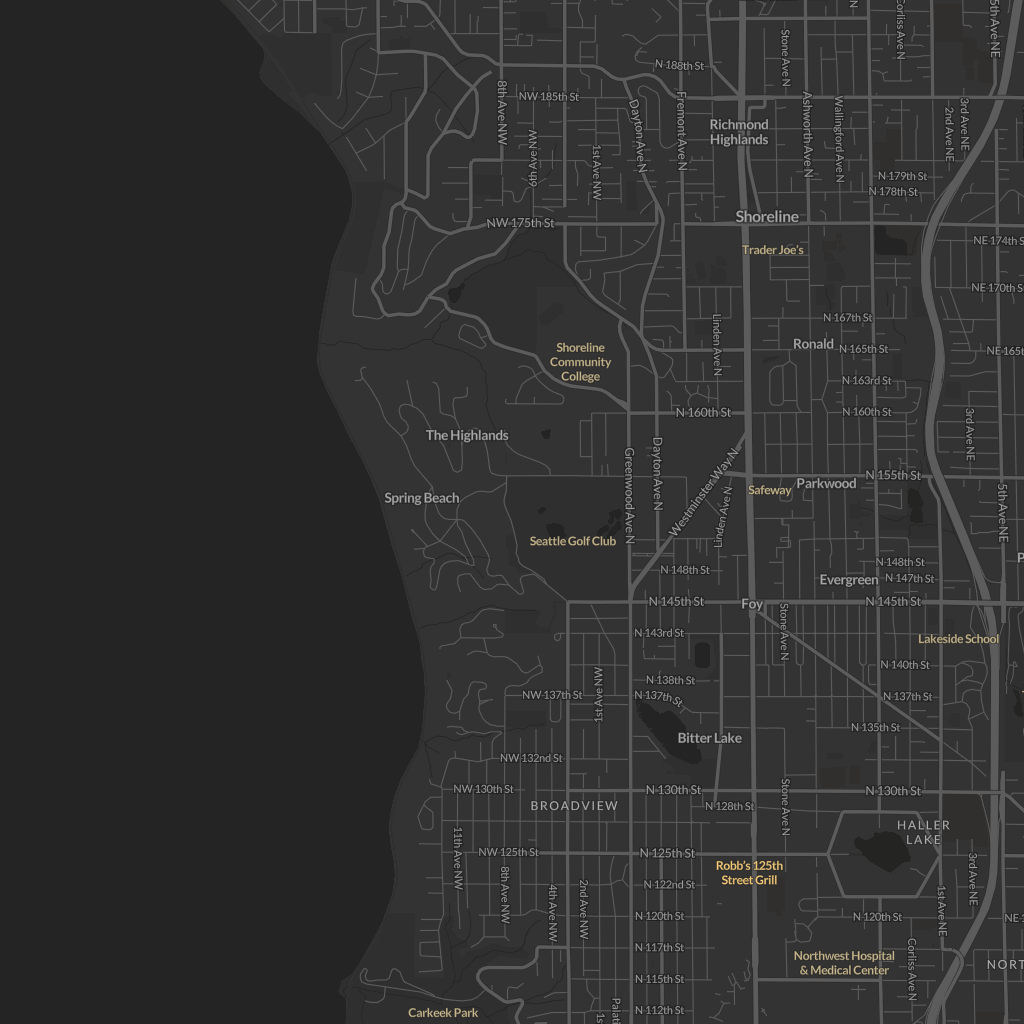 5th Ave NE
Corliss Ave N
N
Stone Ave N
N 188th St
8th Ave NW
NW 185th St
Dayton Ave N
Fremont Ave N
Ashworth Ave N
Wallingford Ave N
3rd Ave NE
2nd Ave NE
Richmond
Highlands
6th Ave NW
1st Ave NW
N 179th St
N 178th St
NW 175th St
Shoreline
Trader Joe's
NE 174th S
NE 170th S
N 167th St
Linden Ave N
Ronald
N 165th St
NE 165t
Shoreline
Community
College
N 163rd St
N 160th St
N 160th St
3rd Ave NE
The Highlands
Greenwood Ave N
Dayton Ave N
Westminster Way N
N 155th St
Safeway
Parkwood
Spring Beach
Linden Ave N
5th Ave NE
Seattle Golf Club
P
N 148th St
N 148th St
Evergreen
N 147th St
N 145th St
Foy
N 145th St
N 143rd St
Stone Ave N
Lakeside School
N 140th St
1st Ave NW
N 138th St
NW 137th St
N 137th St
N 137th St
N 135th St
Bitter Lake
NW 132nd St
NW 130th St
N 130th St
N 130th St
BROADVIEW
N 128th St
Stone Ave N
HALLER
LAKE
11th Ave NW
NW 125th St
N 125th St
Robb's 125th
Street Grill
3rd Ave NE
8th Ave NW
4th Ave NW
2nd Ave NW
N 122nd St
1st Ave NE
N 120th St
N 120th St
NE
N 117th St
Corliss Ave N
Northwest Hospital
& Medical Center
NORT
N 115th St
Carkeek Park
1s
Palati
N 112th St